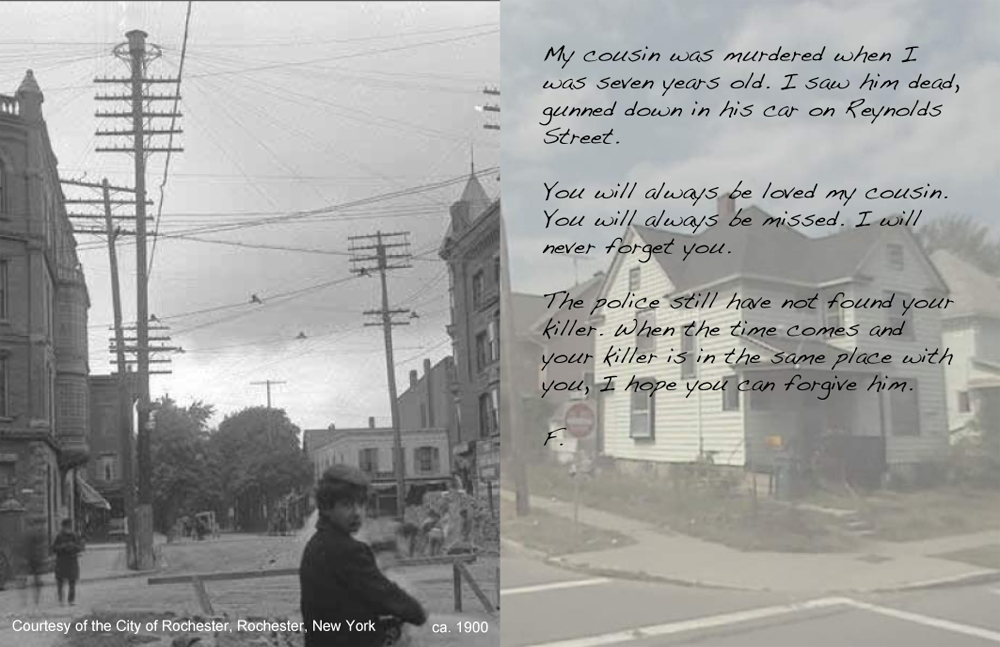 My cousin was murdered when I
was seven years old. I saw him dead,
gunned down in his car on Reynolds
Street.
You will always be loved my cousin.
You will always be missed. I will
never forget you.
The police still have not found your
killer. When the time comes and
your killer is in the same place with
you, I hope you can forgive him.
F.
Courtesy of the City of Rochester, Rochester, New York
ca. 1900